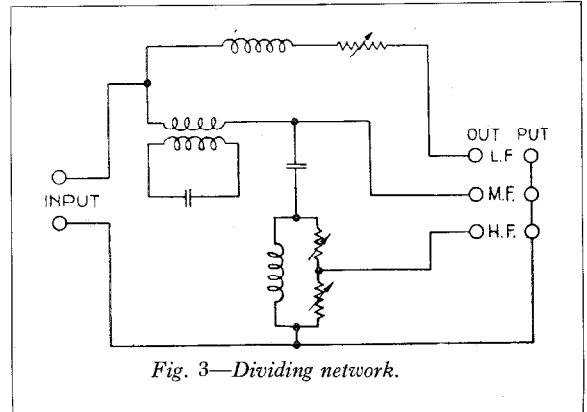 OUT PUT
L.F
M.F.
INPUT
H.F.
Fig. 3—Dividing network.